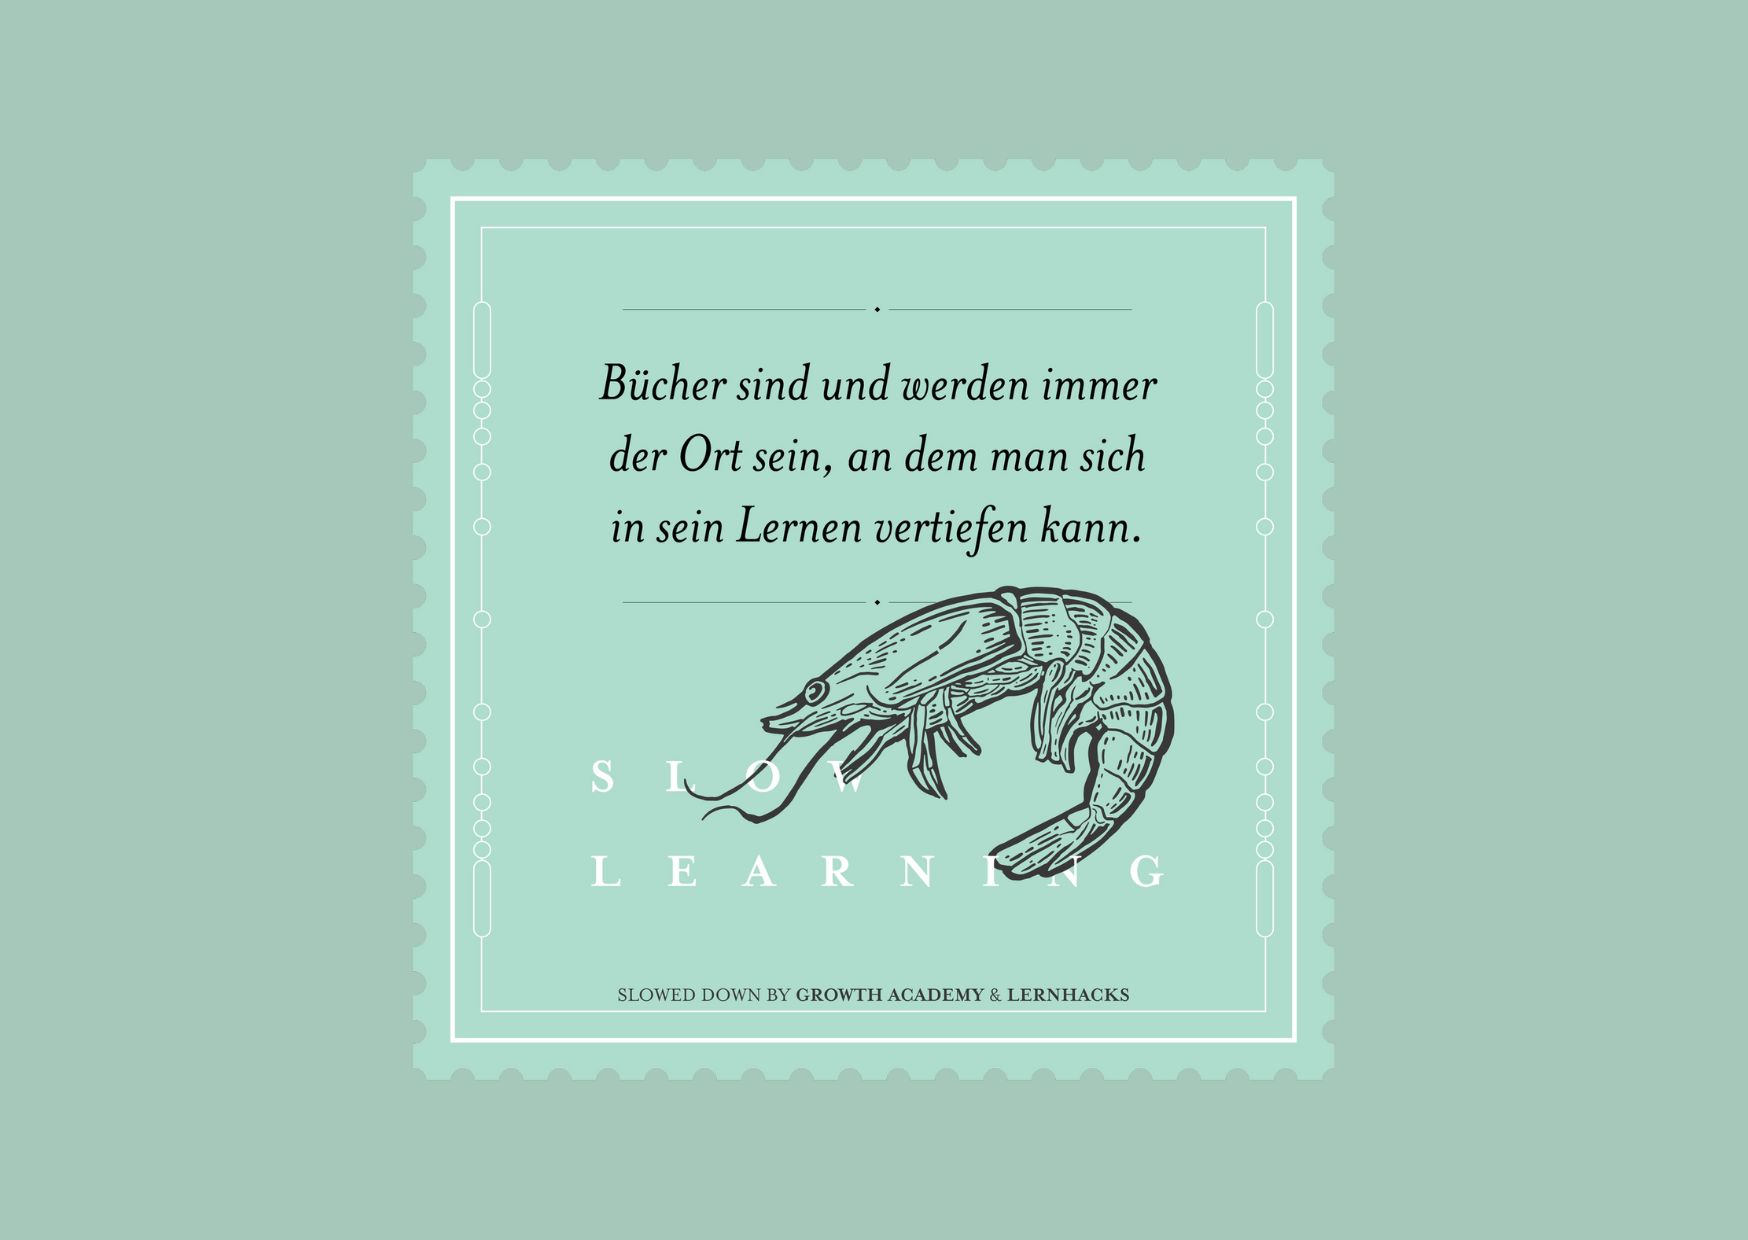 Bücher sind und werden immer
der Ort sein, an dem man sich
in sein Lernen vertiefen kann.
SLOW
LEARNING
SLOWED DOWN BY GROWTH ACADEMY & LERNHACKS